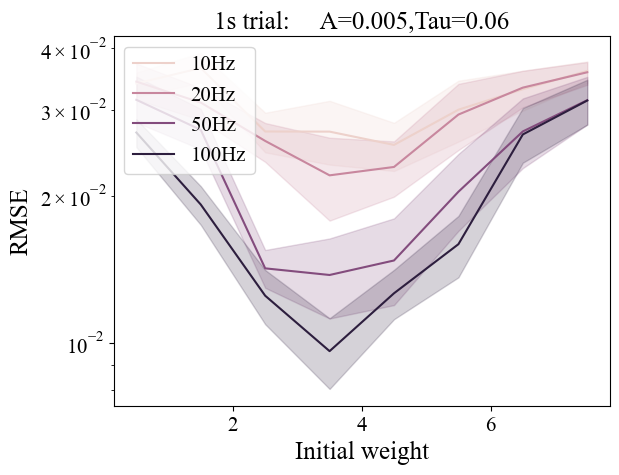 1s trial: A=0.005,Tau=0.06
4 × 10⁻²
3 × 10⁻²
2 × 10⁻²
10⁻²
RMSE
10Hz
20Hz
50Hz
100Hz
2 4 6
Initial weight